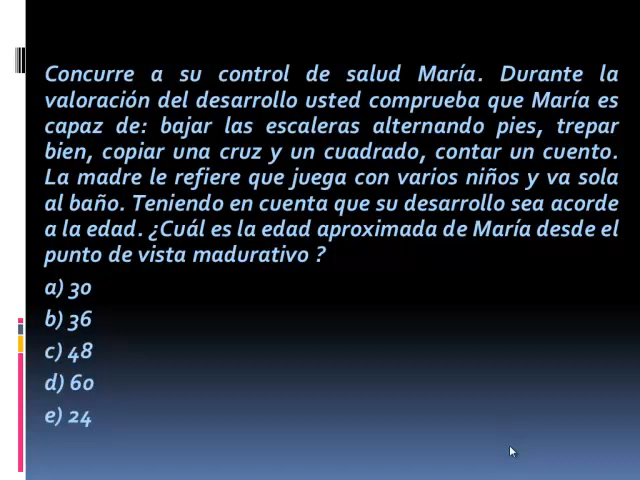 Concurre a su control de salud María. Durante la
valoración del desarrollo usted comprueba que María es
capaz de: bajar las escaleras alternando pies, trepar
bien, copiar una cruz y un cuadrado, contar un cuento.
La madre le refiere que juega con varios niños y va sola
al baño. Teniendo en cuenta que su desarrollo sea acorde
a la edad. ¿Cuál es la edad aproximada de María desde el
punto de vista madurativo ?
a) 30
b) 36
c) 48
d) 60
e) 24